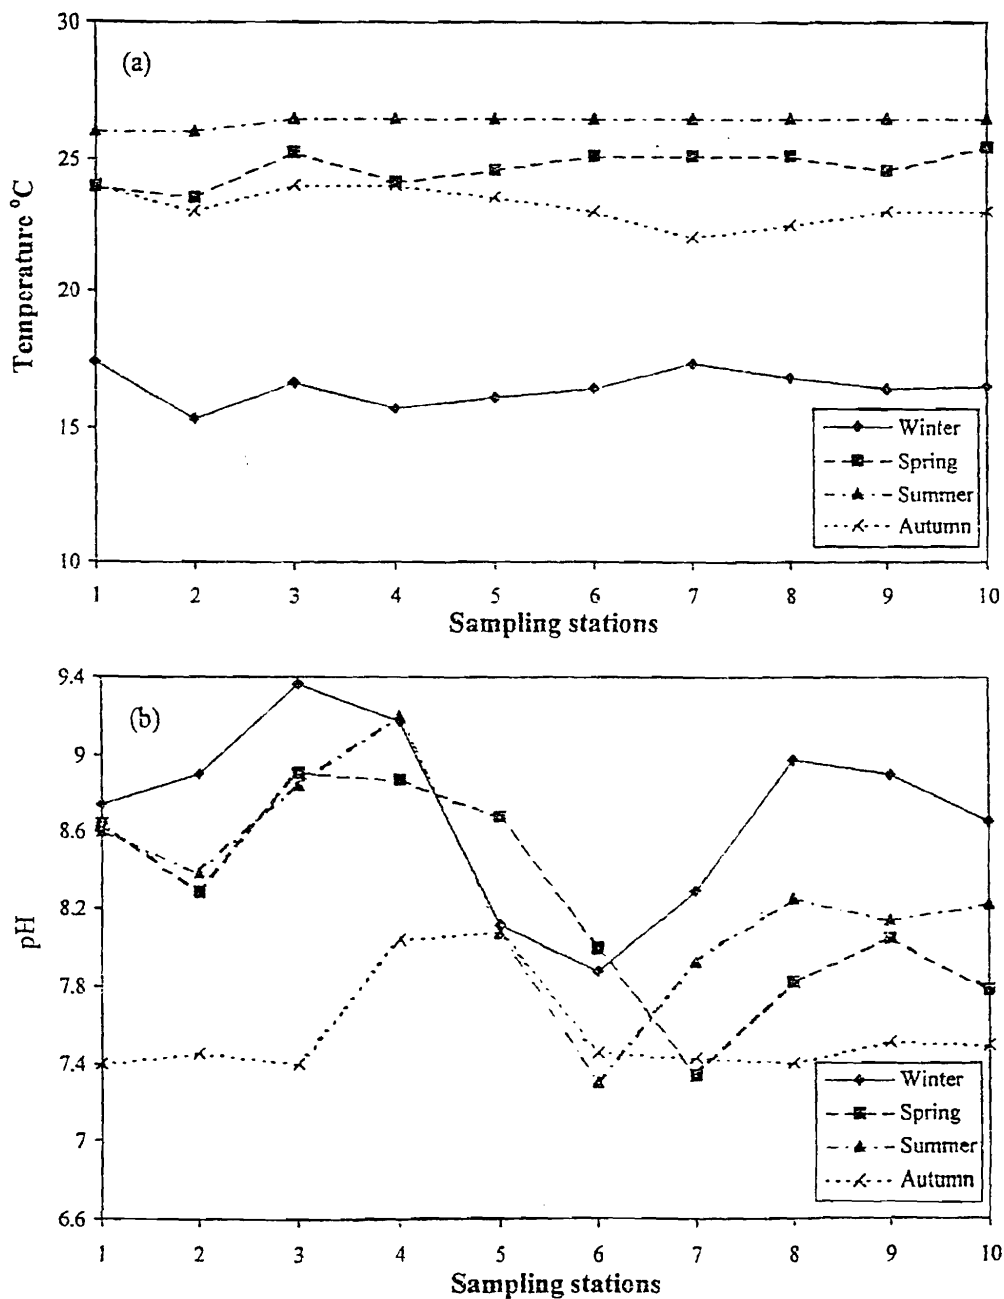 30
(a)
25
20
15
10
Temperature °C
Winter
Spring
Summer
Autumn
1 2 3 4 5 6 7 8 9 10
Sampling stations
9.4
(b)
9
8.6
8.2
7.8
7.4
7
6.6
pH
Winter
Spring
Summer
Autumn
1 2 3 4 5 6 7 8 9 10
Sampling stations